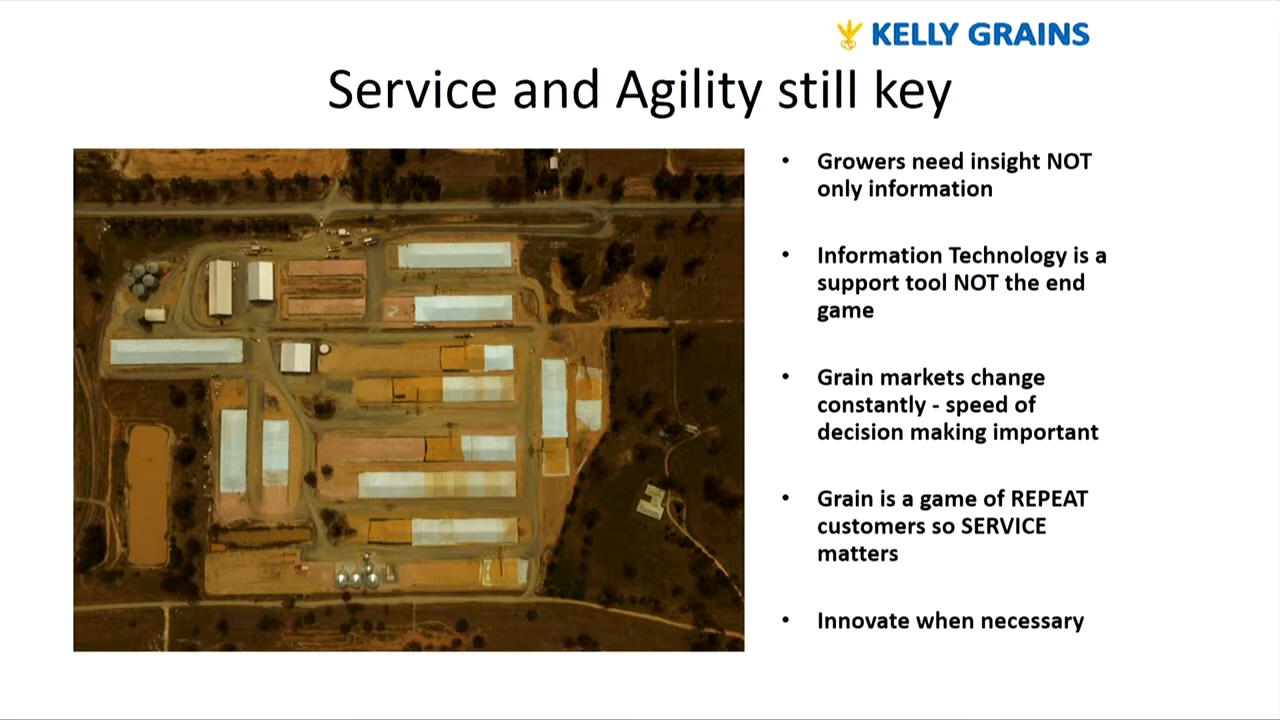 KELLY GRAINS
Service and Agility still key
• Growers need insight NOT
only information
• Information Technology is a
support tool NOT the end
game
• Grain markets change
constantly - speed of
decision making important
• Grain is a game of REPEAT
customers so SERVICE
matters
• Innovate when necessary